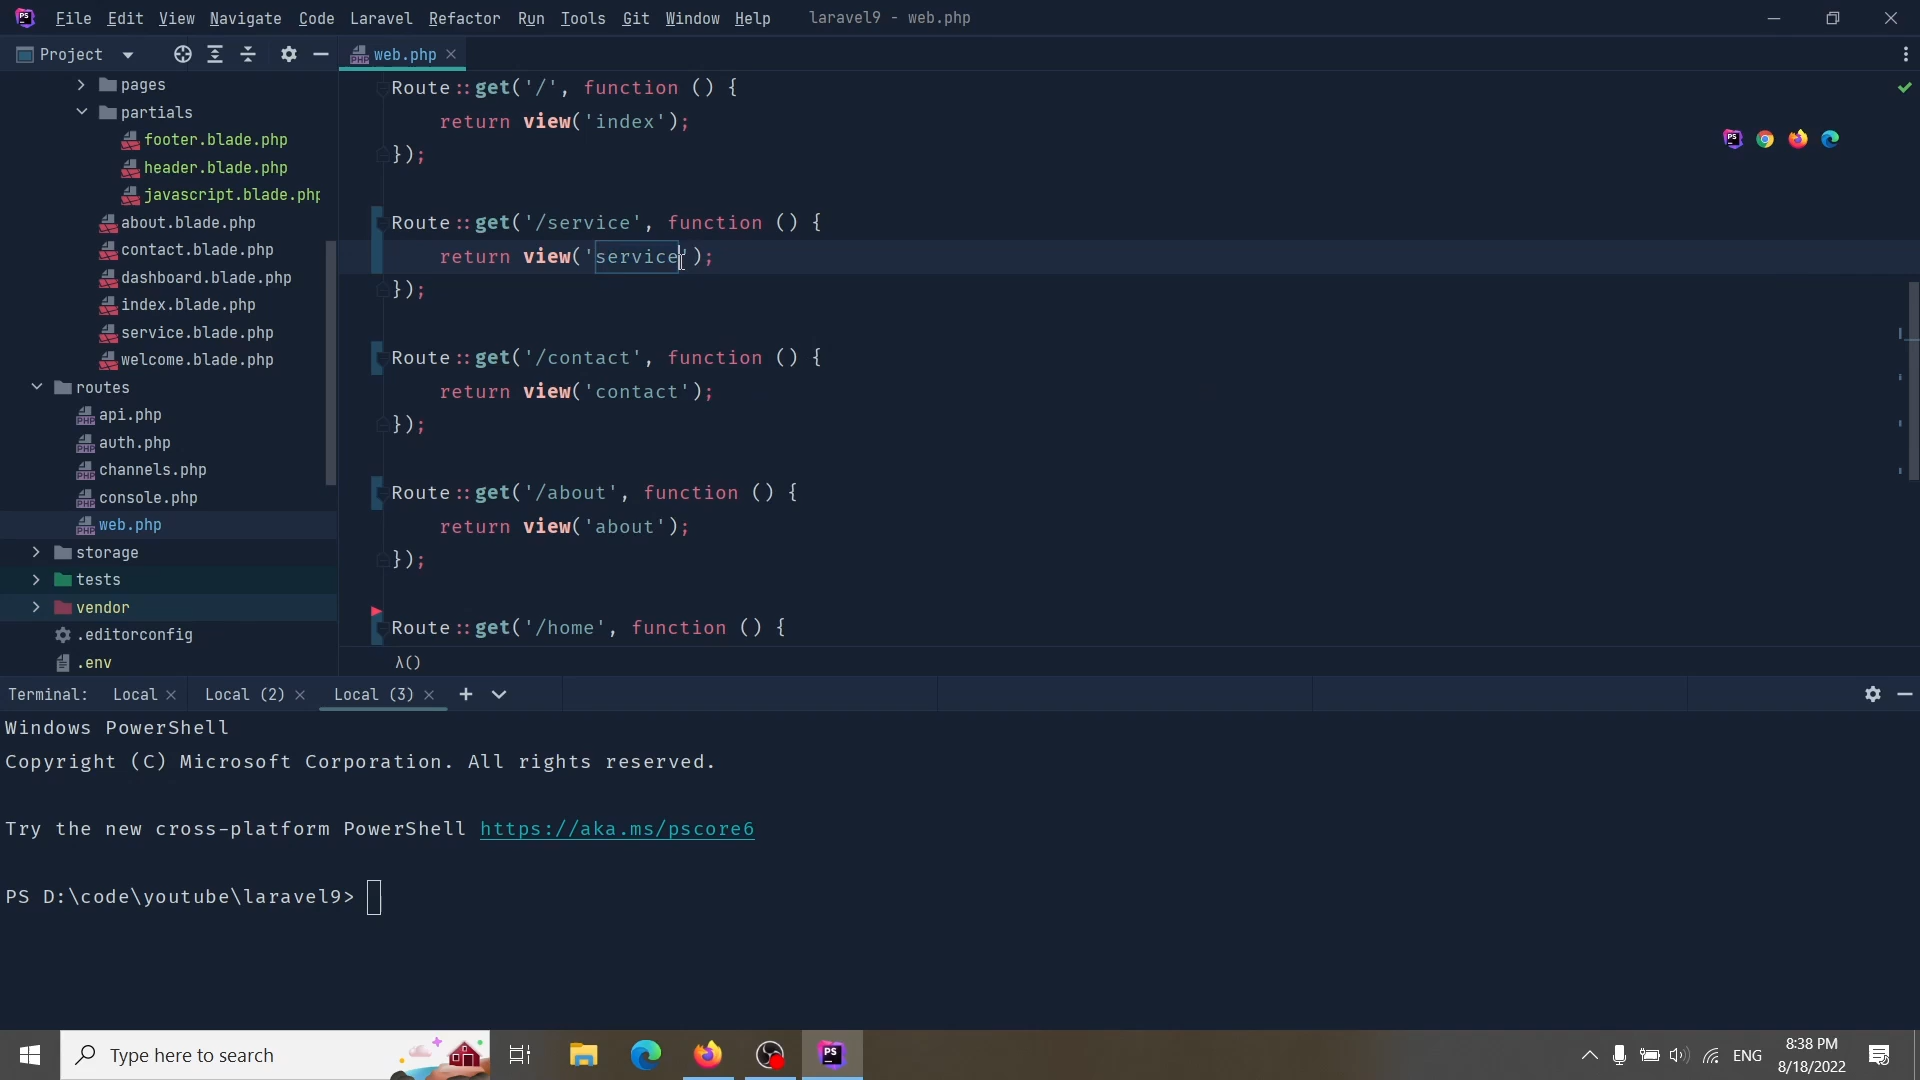 File Edit View Navigate Code Laravel Refactor Run Tools Git Window Help laravel9 - web.php
Project
web.php
pages
partials
footer.blade.php
header.blade.php
javascript.blade.php
about.blade.php
contact.blade.php
dashboard.blade.php
index.blade.php
service.blade.php
welcome.blade.php
routes
api.php
auth.php
channels.php
console.php
web.php
storage
tests
vendor
.editorconfig
.env
Route::get('/', function () {
return view('index');
});
Route::get('/service', function () {
return view('service');
});
Route::get('/contact', function () {
return view('contact');
});
Route::get('/about', function () {
return view('about');
});
Route::get('/home', function () {
λ()
Terminal: Local Local (2) Local (3)
Windows PowerShell
Copyright (C) Microsoft Corporation. All rights reserved.
Try the new cross-platform PowerShell https://aka.ms/pscore6
PS D:\code\youtube\laravel9>
Type here to search
ENG
8:38 PM
8/18/2022